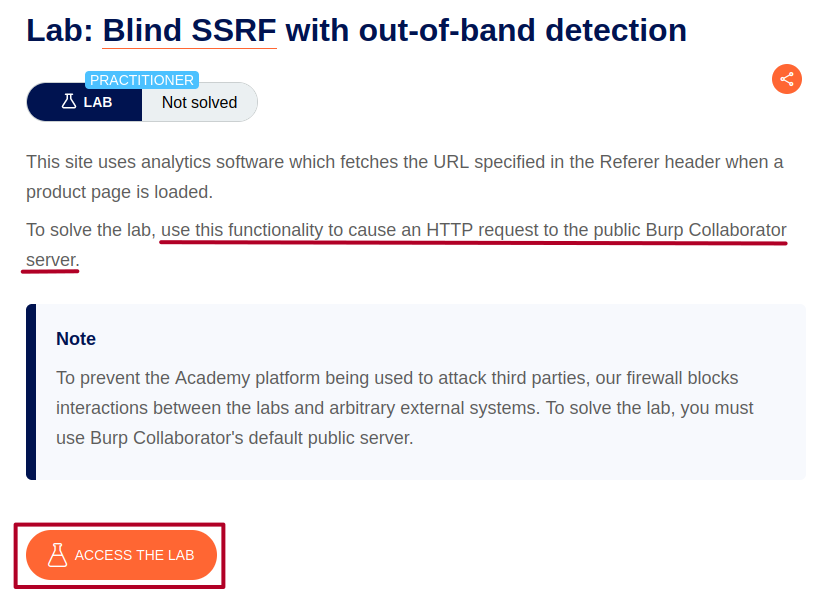 Lab: Blind SSRF with out-of-band detection
PRACTITIONER
LAB
Not solved
This site uses analytics software which fetches the URL specified in the Referer header when a
product page is loaded.
To solve the lab, use this functionality to cause an HTTP request to the public Burp Collaborator
server.
Note
To prevent the Academy platform being used to attack third parties, our firewall blocks
interactions between the labs and arbitrary external systems. To solve the lab, you must
use Burp Collaborator's default public server.
ACCESS THE LAB